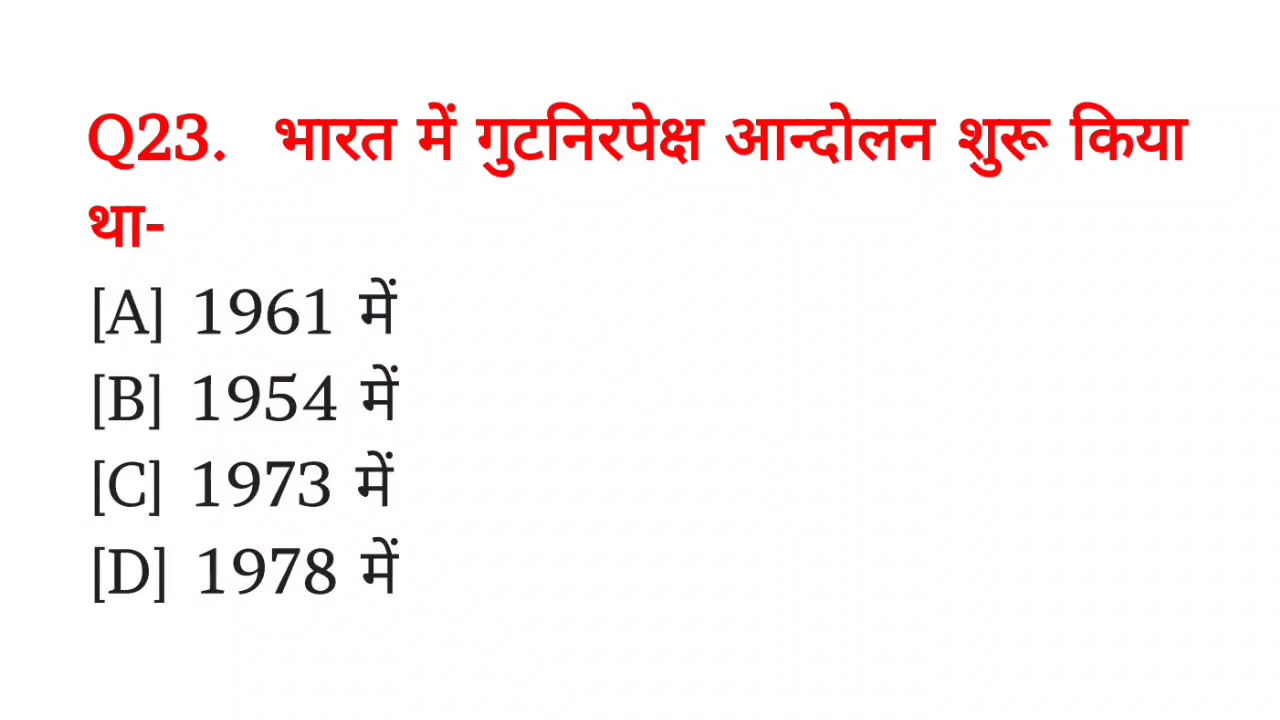 Q23. भारत में गुटनिरपेक्ष आन्दोलन शुरू किया
था-
[A] 1961 में
[B] 1954 में
[C] 1973 में
[D] 1978 में